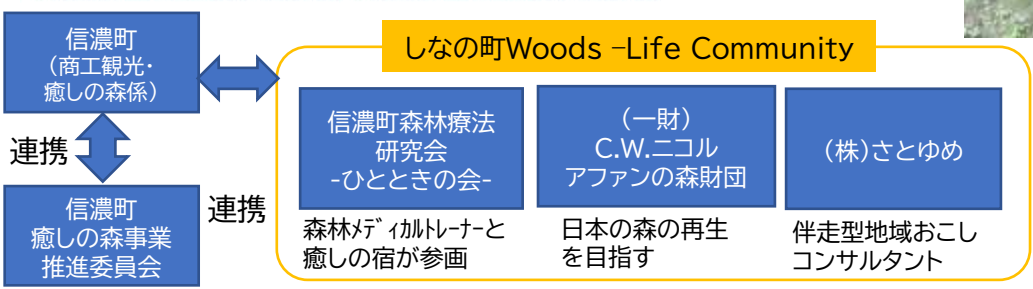 信濃町
（商工観光・
癒しの森係）
連携
信濃町
癒しの森事業
推進委員会
連携
しなの町Woods −Life Community
信濃町森林療法
研究会
-ひとときの会-
森林ﾒﾃﾞｨｶﾙﾄﾚｰﾅｰと
癒しの宿が参画
（一財）
C.W.ニコル
アファンの森財団
日本の森の再生
を目指す
（株）さとゆめ
伴走型地域おこし
コンサルタント